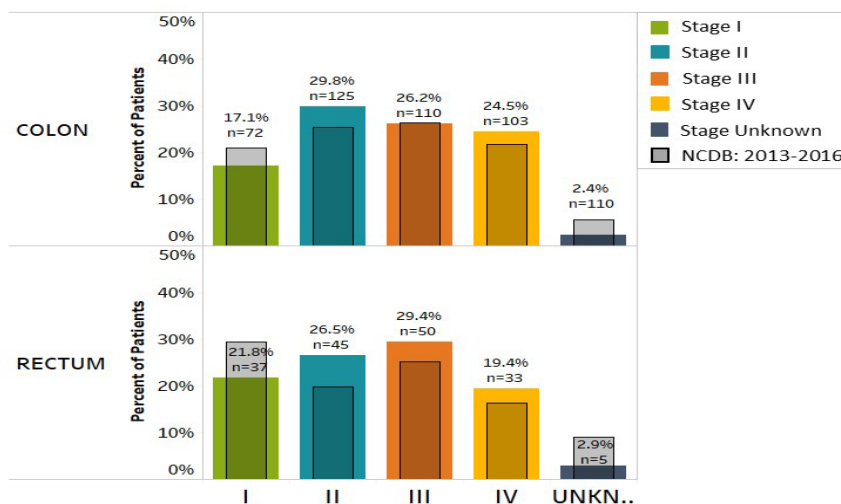 50%
40%
30%
20%
10%
0%
Percent of Patients
COLON
17.1%
n=72
29.8%
n=125
26.2%
n=110
24.5%
n=103
2.4%
n=110
50%
40%
30%
20%
10%
0%
Percent of Patients
RECTUM
21.8%
n=37
26.5%
n=45
29.4%
n=50
19.4%
n=33
2.9%
n=5
I
II
III
IV
UNKN..
Stage I
Stage II
Stage III
Stage IV
Stage Unknown
NCDB: 2013-2016